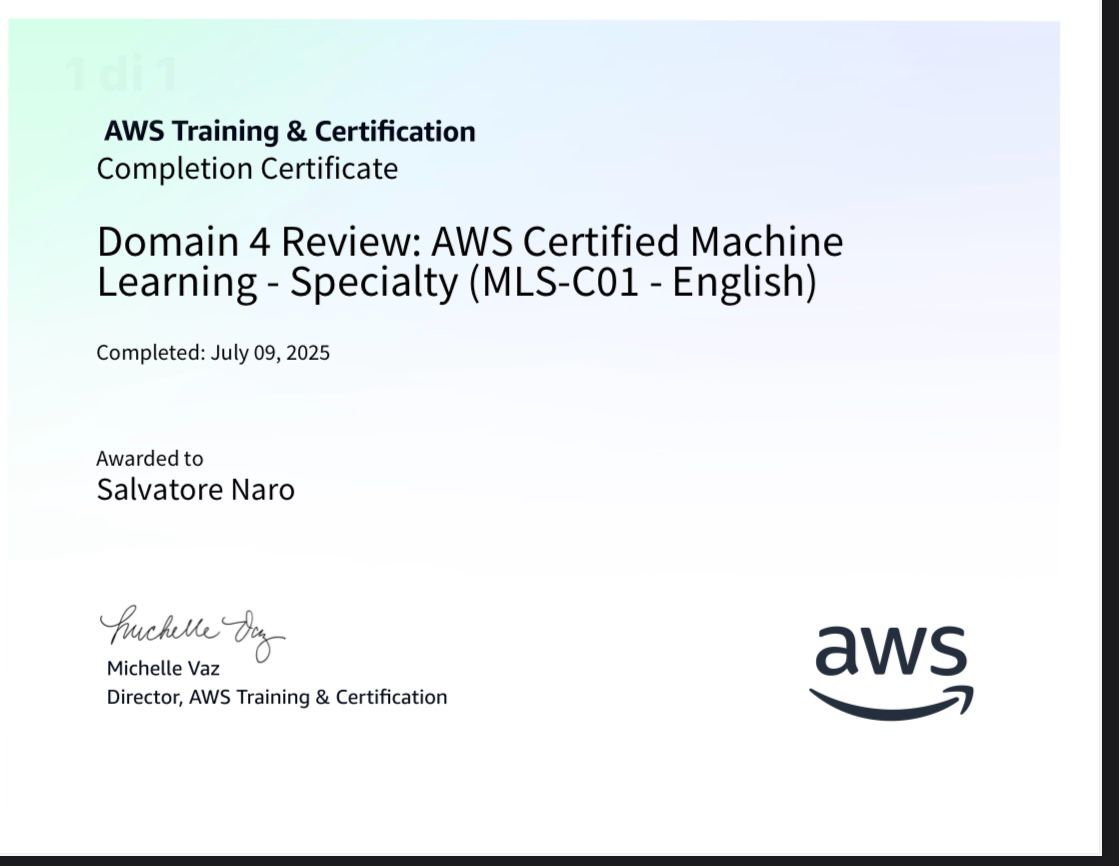 1 di 1
AWS Training & Certification
Completion Certificate
Domain 4 Review: AWS Certified Machine
Learning - Specialty (MLS-C01 - English)
Completed: July 09, 2025
Awarded to
Salvatore Naro
Michelle Vaz
Michelle Vaz
Director, AWS Training & Certification
aws